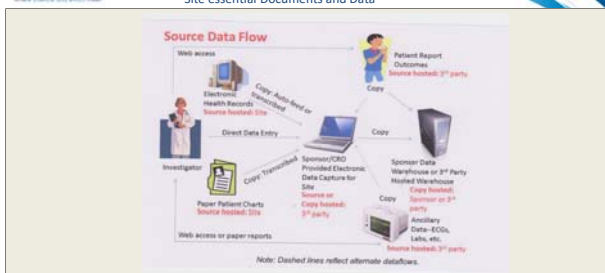 Site Essential Documents and Data
Source Data Flow
Web access
Patient Report
Outcomes
Source hosted: 3rd party
Electronic
Health Records
Source hosted: Site
Copy: Auto-feed or
transcribed
Copy
Direct Data Entry
Copy
Investigator
Copy: Transcribed
Sponsor/CRO
Provided Electronic
Data Capture for
Site
Source or
Copy hosted:
3rd party
Sponsor Data
Warehouse or 3rd Party
Hosted Warehouse
Copy hosted:
Sponsor or 3rd
party
Paper Patient Charts
Source hosted: Site
Copy
Ancillary
Data--ECGs,
Labs, etc.
Source hosted: 3rd party
Web access or paper reports
Note: Dashed lines reflect alternate dataflows.